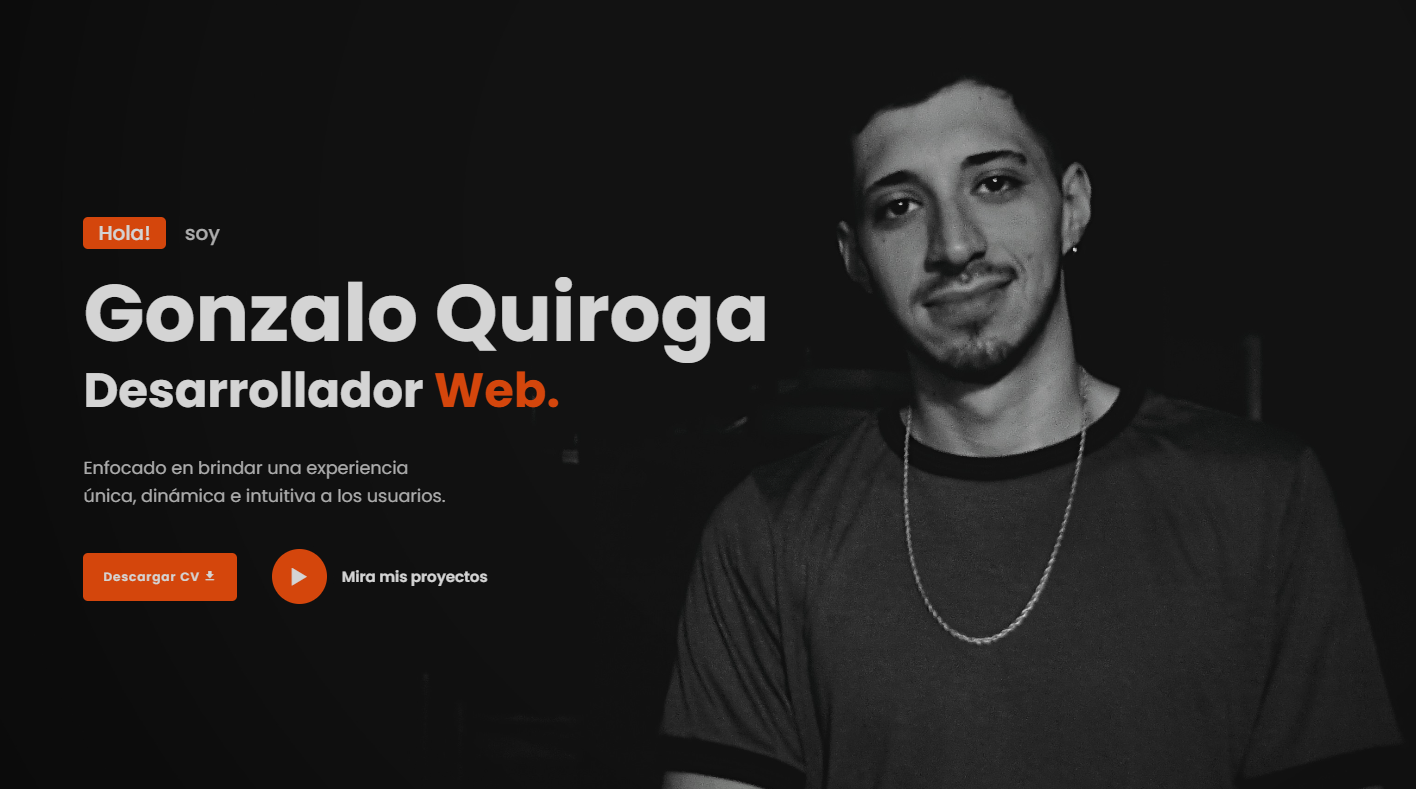 Hola! soy
Gonzalo Quiroga
Desarrollador Web.
Enfocado en brindar una experiencia
única, dinámica e intuitiva a los usuarios.
Descargar CV
Mira mis proyectos